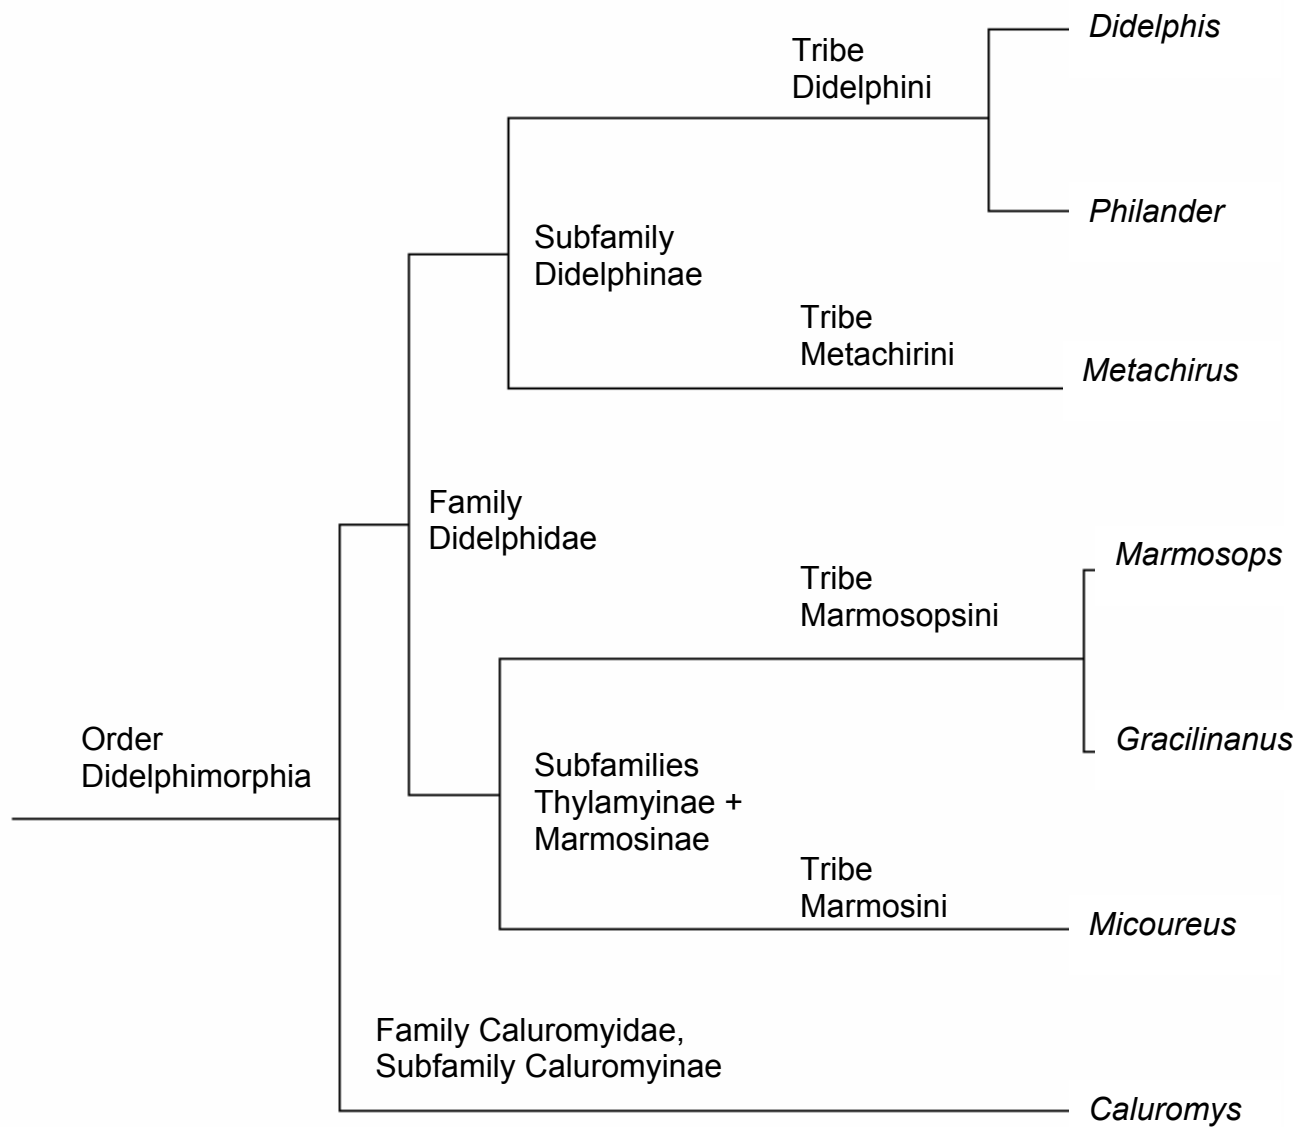 Didelphis
Tribe
Didelphini
Philander
Subfamily
Didelphinae
Tribe
Metachirini
Metachirus
Family
Didelphidae
Marmosops
Tribe
Marmosopsini
Gracilinanus
Order
Didelphimorphia
Subfamilies
Thylamyinae +
Marmosinae
Tribe
Marmosini
Micoureus
Family Caluromyidae,
Subfamily Caluromyinae
Caluromys